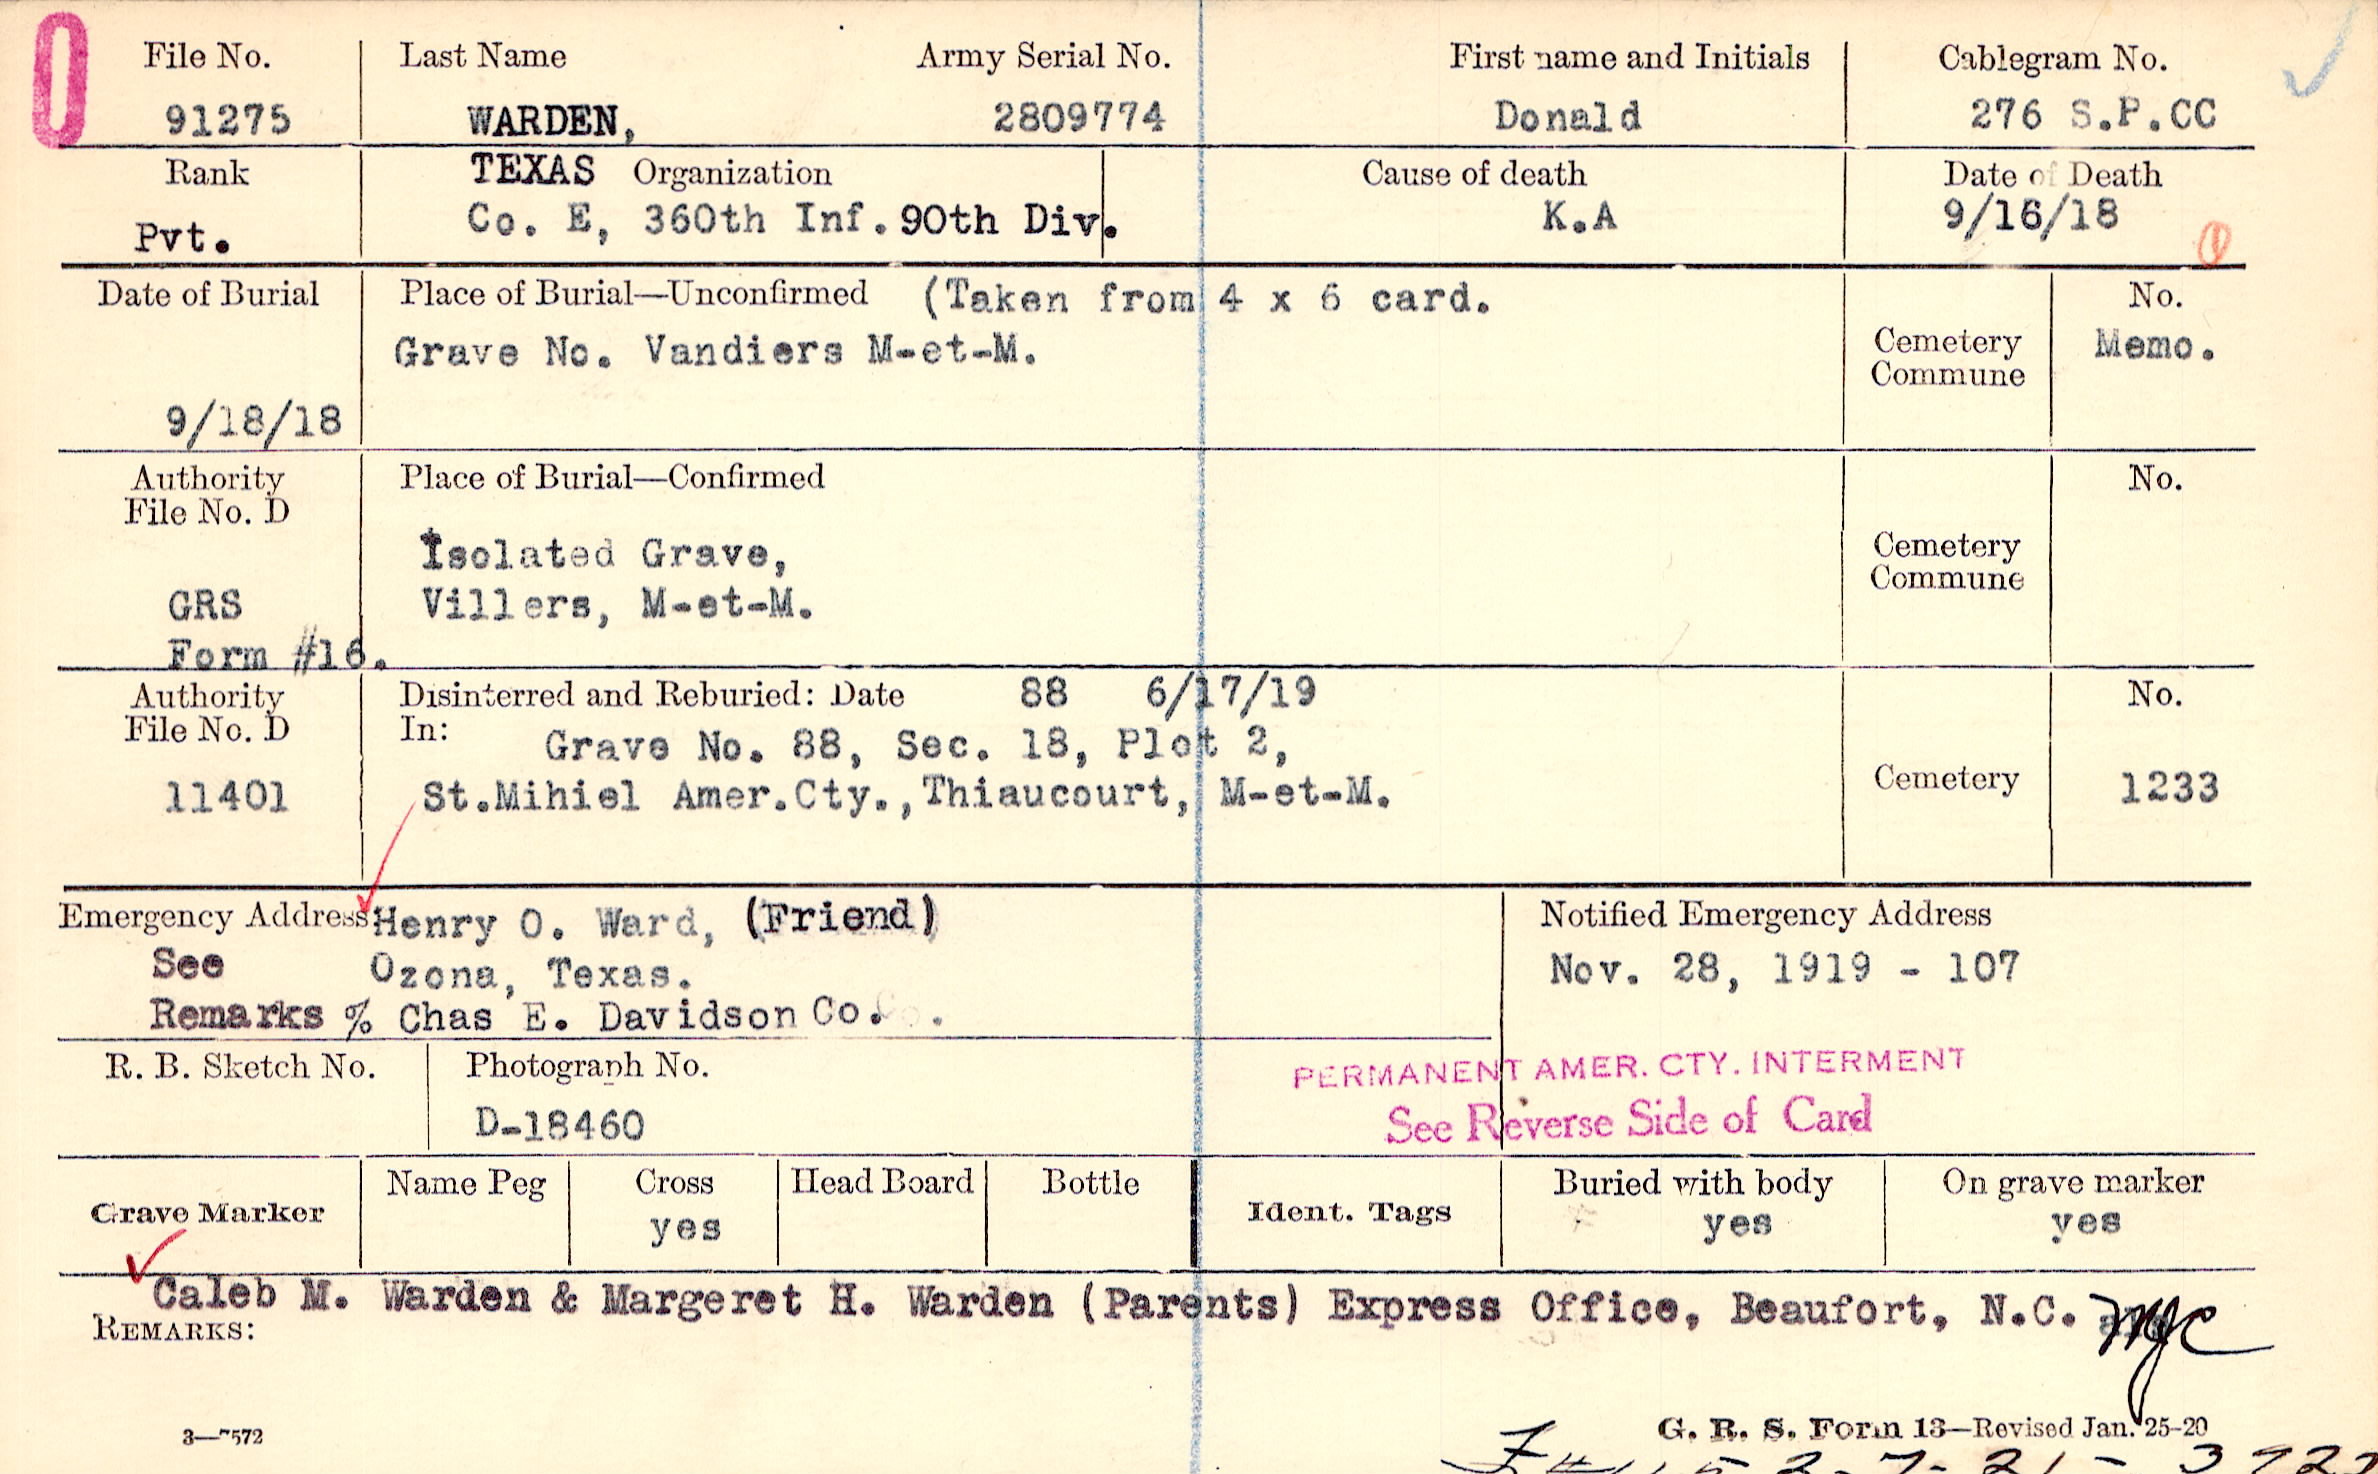 0
File No. Last Name Army Serial No. First name and Initials Cablegram No.
91275 WARDEN, 2809774 Donald 276 S.P.CC
Rank TEXAS Organization Cause of death Date of Death
Pvt. Co. E, 360th Inf. 90th Div. K.A 9/16/18
Date of Burial Place of Burial—Unconfirmed (Taken from 4 x 6 card. No.
Grave No. Vandiers M-et-M. Cemetery Memo.
Commune
9/18/18
Authority Place of Burial—Confirmed No.
File No. D
Isolated Grave, Cemetery
Commune
GRS Villers, M-et-M.
Form #16.
Authority Disinterred and Reburied: Date 88 6/17/19 No.
File No. D In: Grave No. 88, Sec. 18, Plot 2,
11401 St.Mihiel Amer.Cty.,Thiaucourt, M-et-M. Cemetery 1233
Emergency Address Henry O. Ward, (Friend) Notified Emergency Address
See Ozona, Texas. Nov. 28, 1919 - 107
Remarks % Chas E. Davidson Co.
R. B. Sketch No. Photograph No. PERMANENT AMER. CTY. INTERMENT
D-18460 See Reverse Side of Card
Grave Marker Name Peg Cross Head Board Bottle Ident. Tags Buried with body On grave marker
yes yes yes
Caleb M. Warden & Margeret H. Warden (Parents) Express Office, Beaufort, N.C. MJC
REMARKS:
3—7572 G. R. S. Form 13—Revised Jan. 25-20